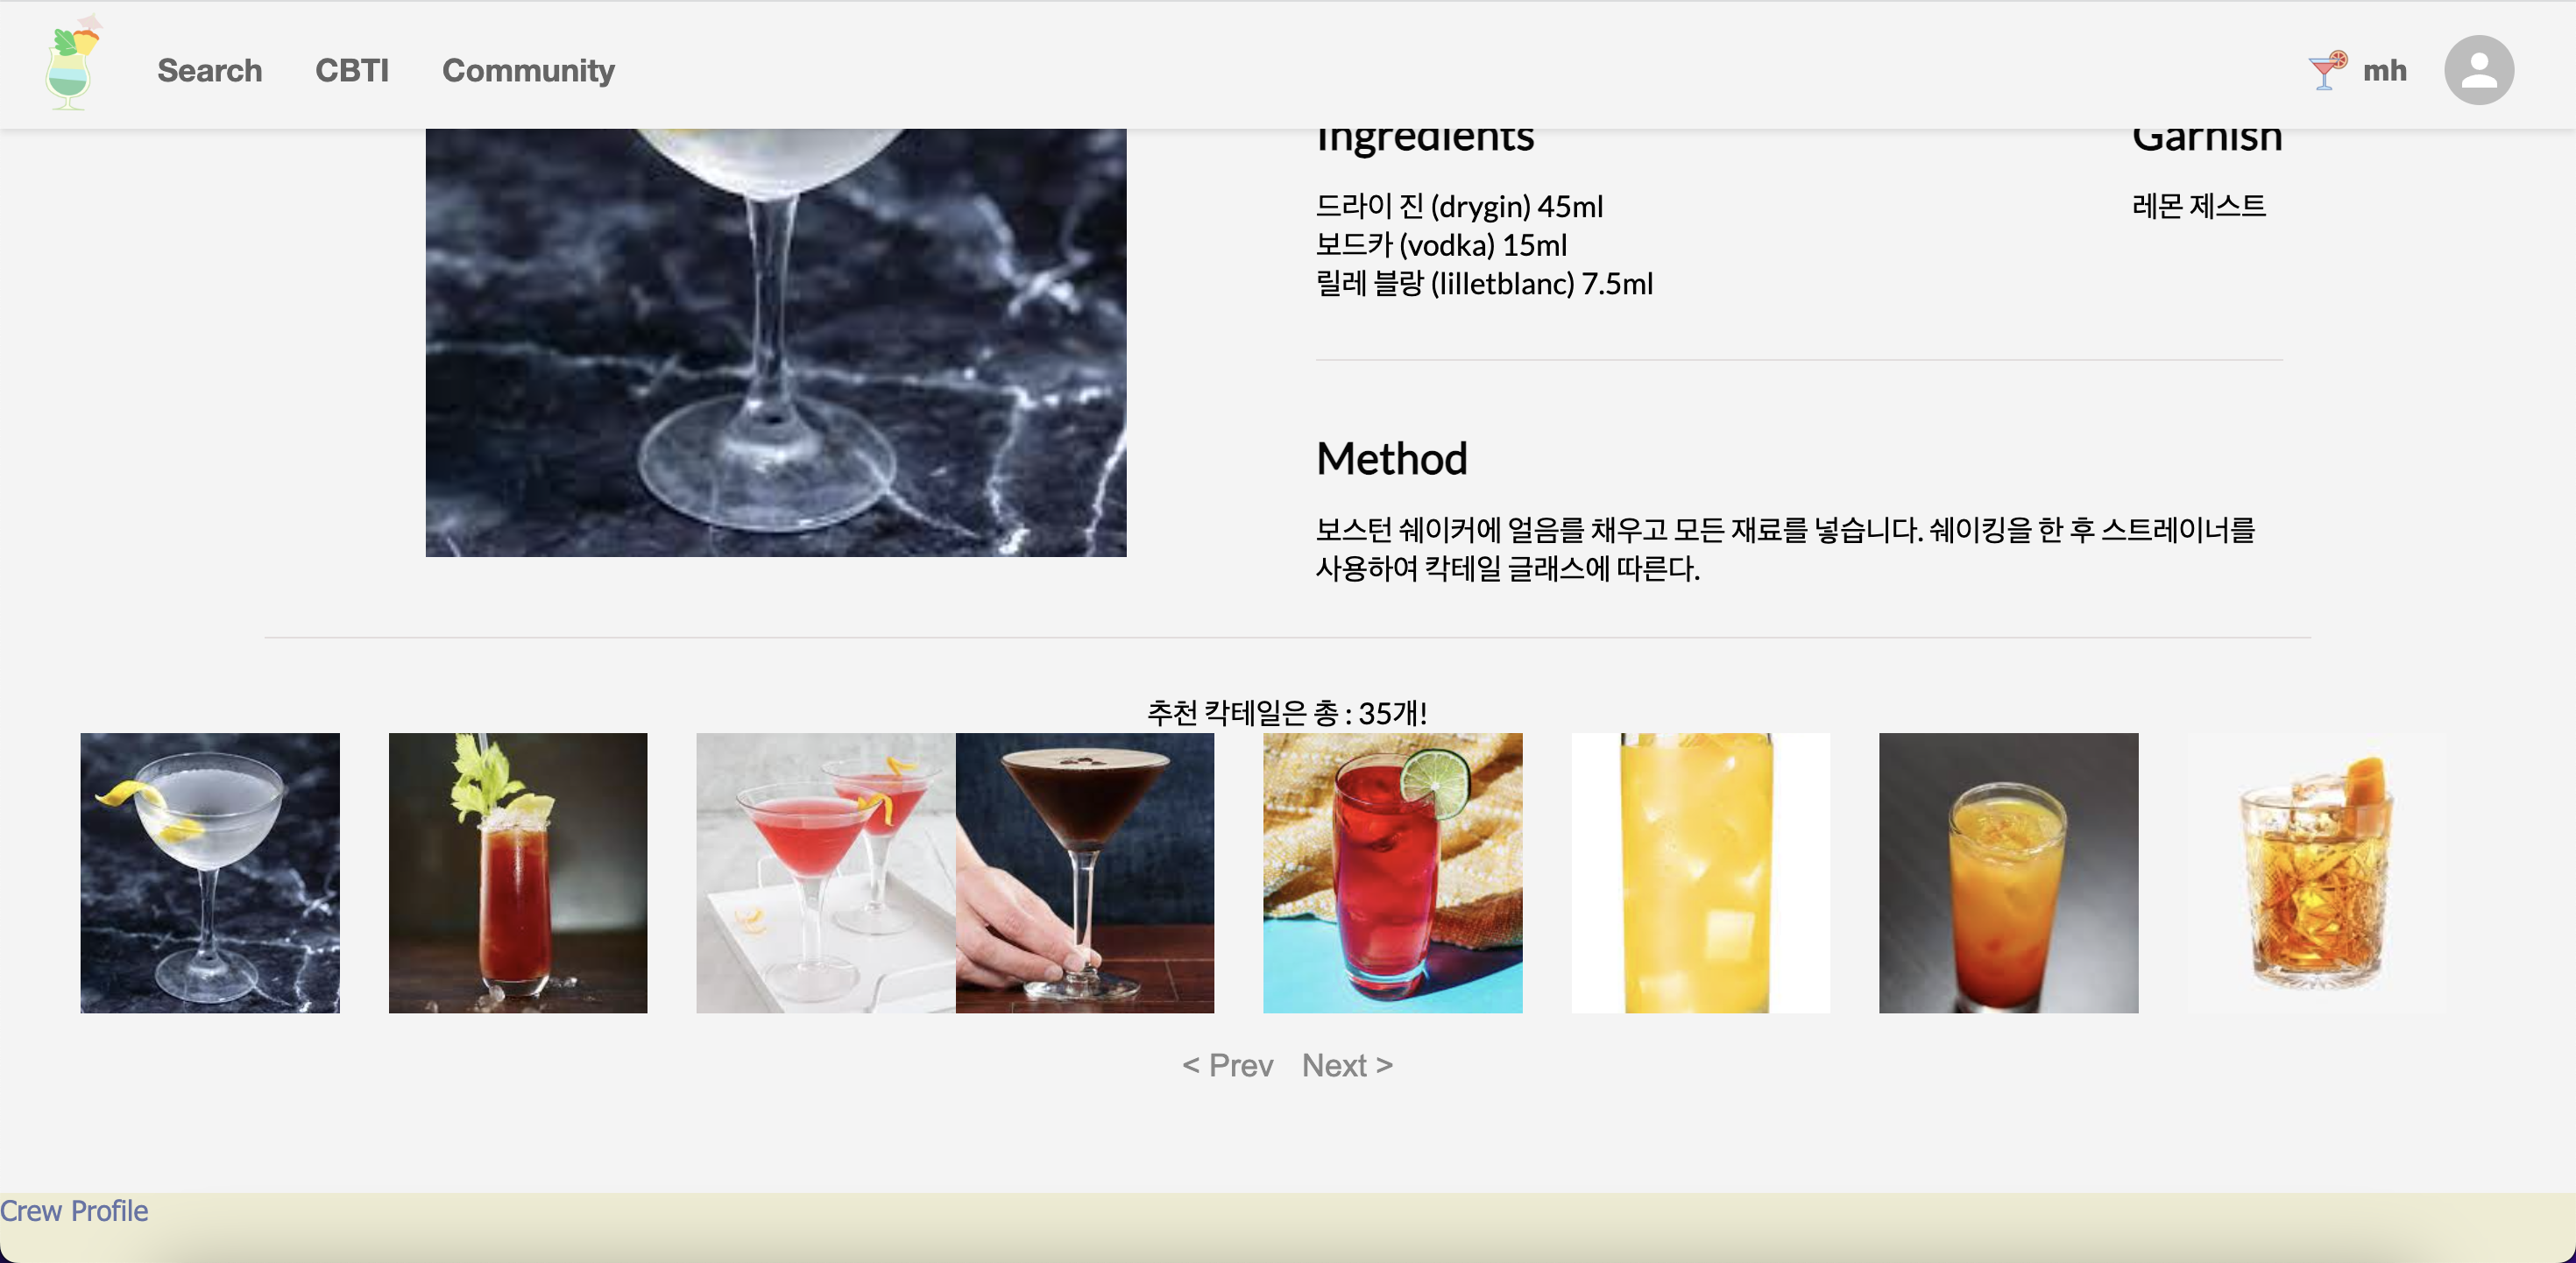 Search CBTI Community mh
Ingredients Garnish
드라이 진 (drygin) 45ml 레몬 제스트
보드카 (vodka) 15ml
릴레 블랑 (lilletblanc) 7.5ml
Method
보스턴 쉐이커에 얼음를 채우고 모든 재료를 넣습니다. 쉐이킹을 한 후 스트레이너를
사용하여 칵테일 글래스에 따른다.
추천 칵테일은 총 : 35개!
< Prev Next >
Crew Profile